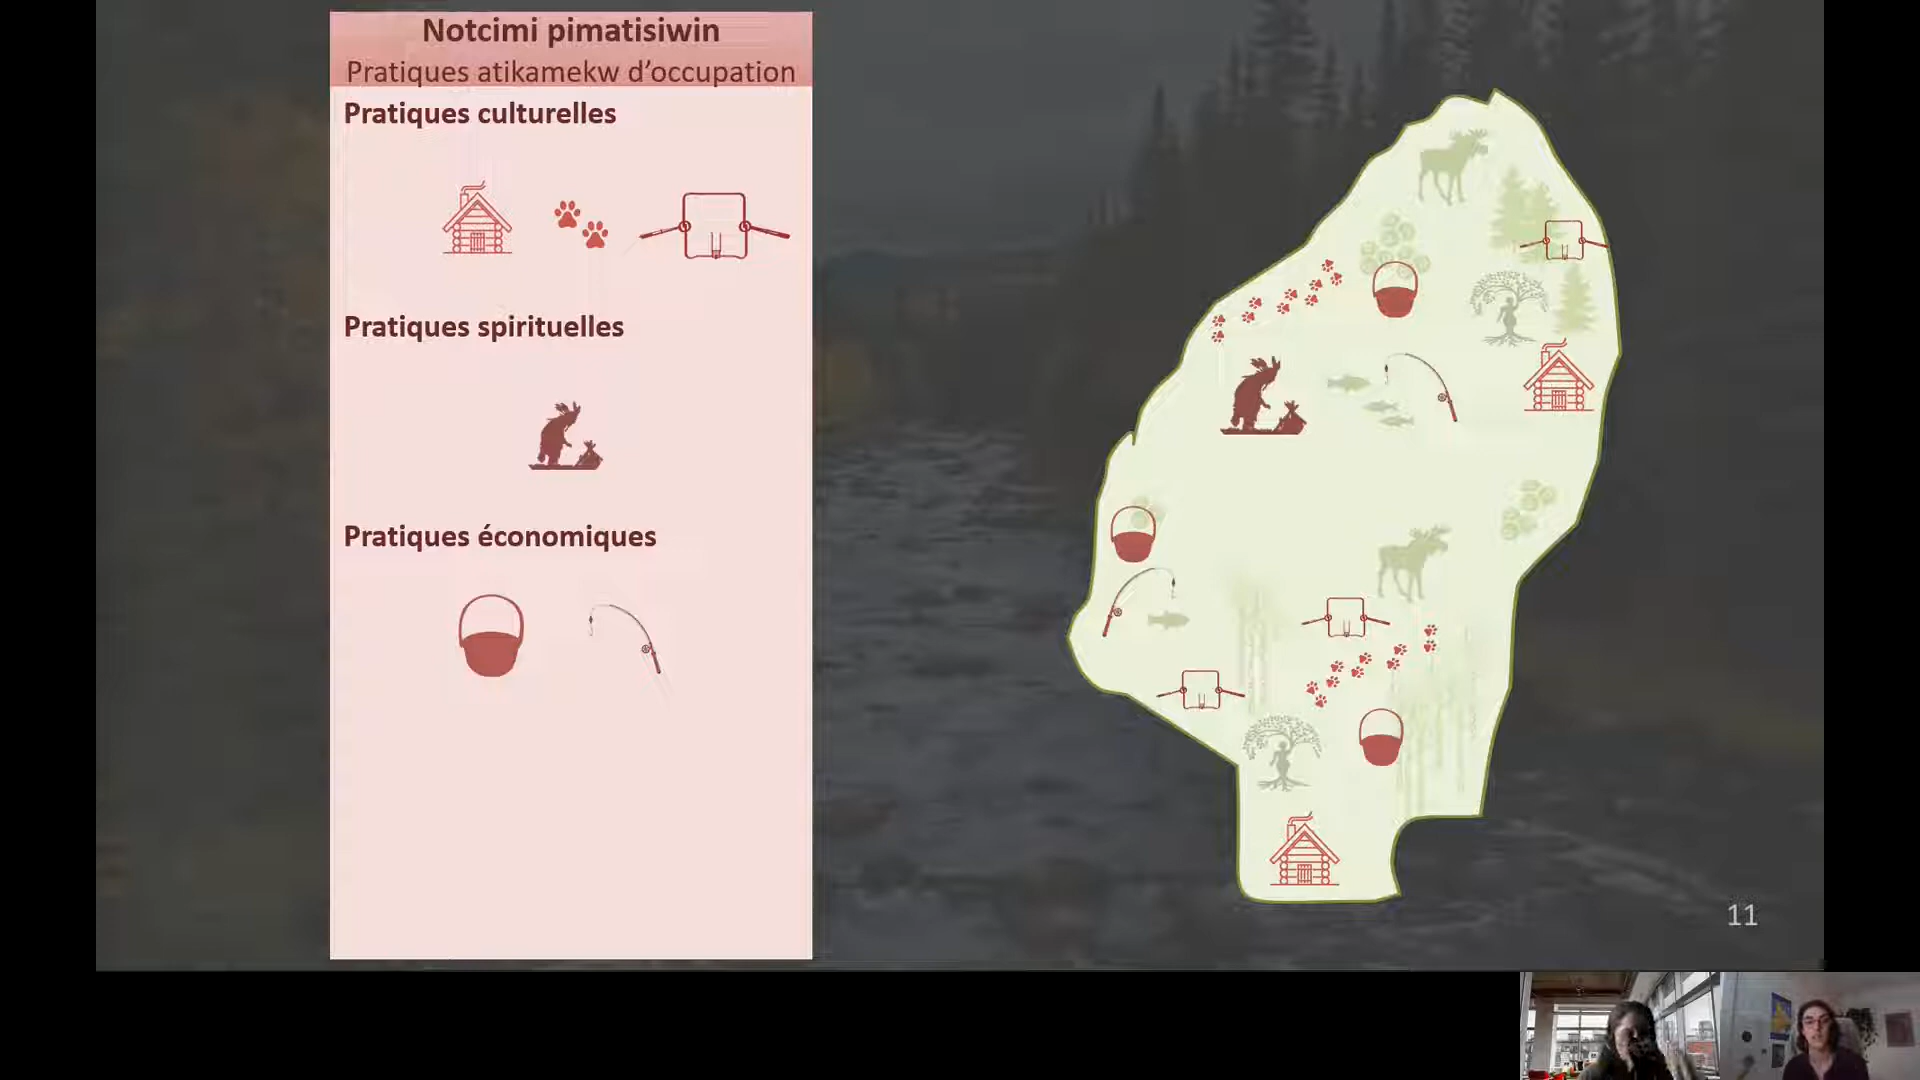 Notcimi pimatisiwin
Pratiques atikamekw d’occupation
Pratiques culturelles
Pratiques spirituelles
Pratiques économiques
11